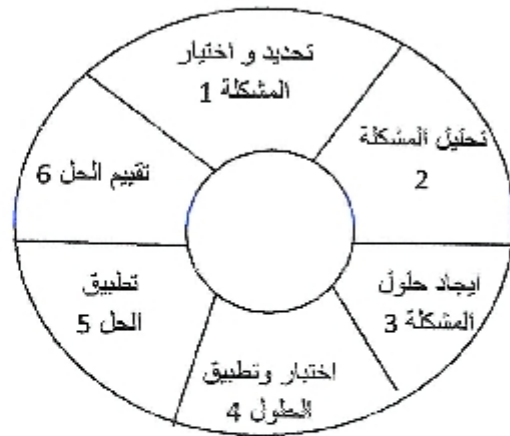 تحديد و اختيار
المشكلة 1
تحليل المشكلة
2
ايجاد حلول
المشكلة 3
اختبار وتطبيق
الحلول 4
تطبيق
الحل 5
تقييم الحل 6